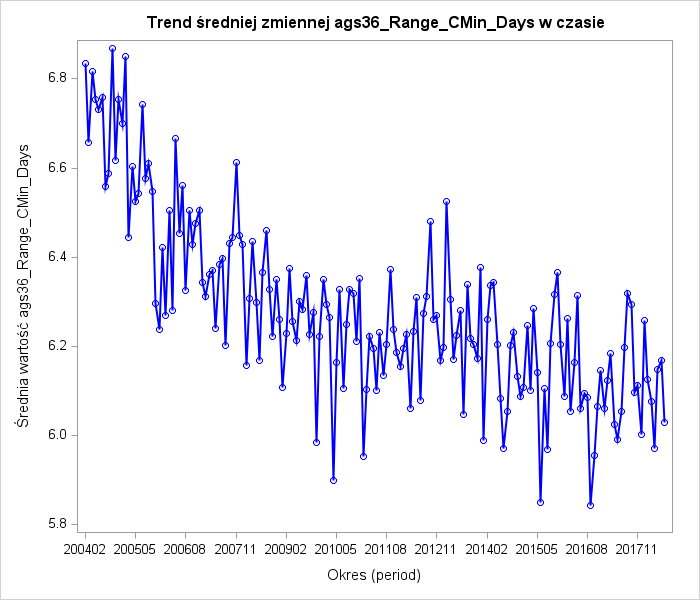 Trend średniej zmiennej ags36_Range_CMin_Days w czasie
Średnia wartość ags36_Range_CMin_Days
6.8
6.6
6.4
6.2
6.0
5.8
200402 200505 200608 200711 200902 201005 201108 201211 201402 201505 201608 201711
Okres (period)